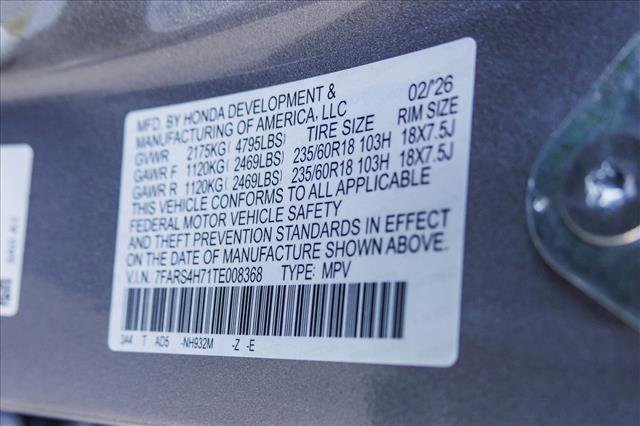 MFD. BY HONDA DEVELOPMENT & 02/'26
MANUFACTURING OF AMERICA, LLC
GVWR 2175KG( 4795LBS) TIRE SIZE RIM SIZE
GAWR F 1120KG( 2469LBS) 235/60R18 103H 18X7.5J
GAWR R 1120KG( 2469LBS) 235/60R18 103H 18X7.5J
THIS VEHICLE CONFORMS TO ALL APPLICABLE
FEDERAL MOTOR VEHICLE SAFETY
AND THEFT PREVENTION STANDARDS IN EFFECT
ON THE DATE OF MANUFACTURE SHOWN ABOVE.
V.I.N. 7FARS4H71TE008368 TYPE: MPV
3A4 T AD5 -NH932M -Z -E